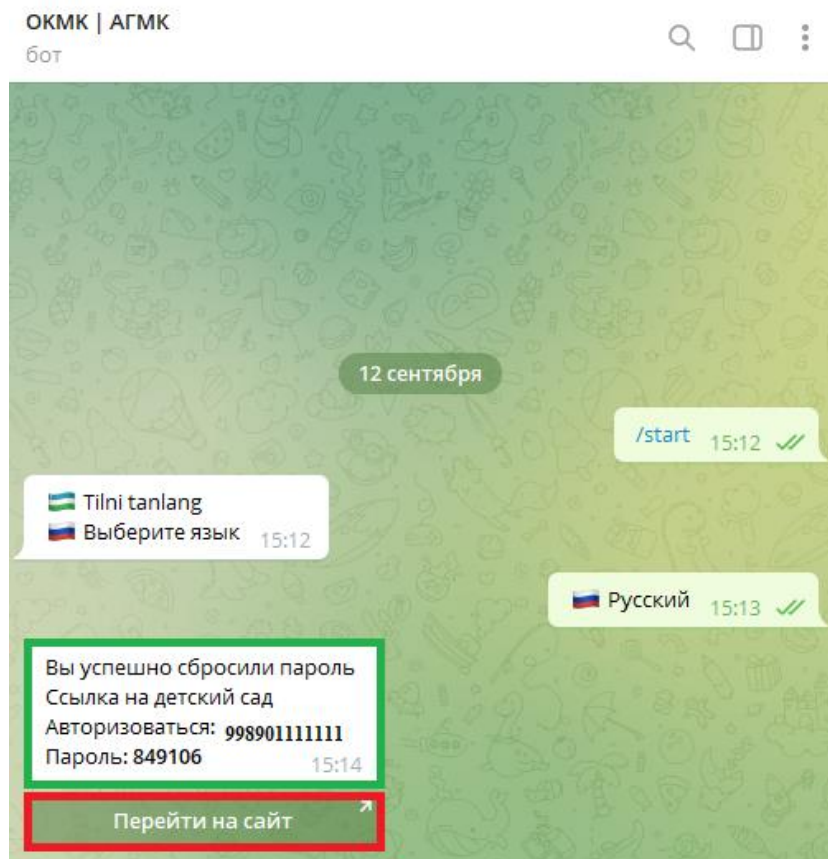 ОКМК | АГМК
бот
12 сентября
/start 15:12
Tilni tanlang
Выберите язык 15:12
Русский 15:13
Вы успешно сбросили пароль
Ссылка на детский сад
Авторизоваться: 998901111111
Пароль: 849106
15:14
Перейти на сайт